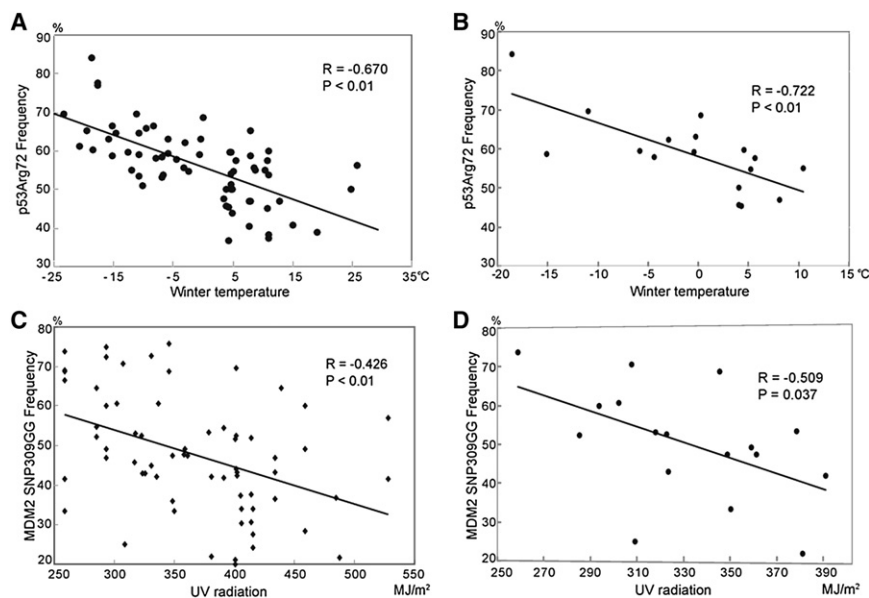 A
%
90
80
70
60
50
40
30
p53Arg72 Frequency
R = -0.670
P < 0.01
-25 -15 -5 5 15 25 35 ℃
Winter temperature
B
%
90
80
70
60
50
40
30
p53Arg72 Frequency
R = -0.722
P < 0.01
-20 -10 -5 0 5 10 15 ℃
Winter temperature
C
%
80
70
60
50
40
30
20
MDM2 SNP309GG Frequency
R = -0.426
P < 0.01
250 300 350 400 450 500 550
UV radiation MJ/m²
D
%
80
70
60
50
40
30
20
MDM2 SNP309GG Frequency
R = -0.509
P = 0.037
250 270 290 310 330 350 370 390
UV radiation MJ/m²